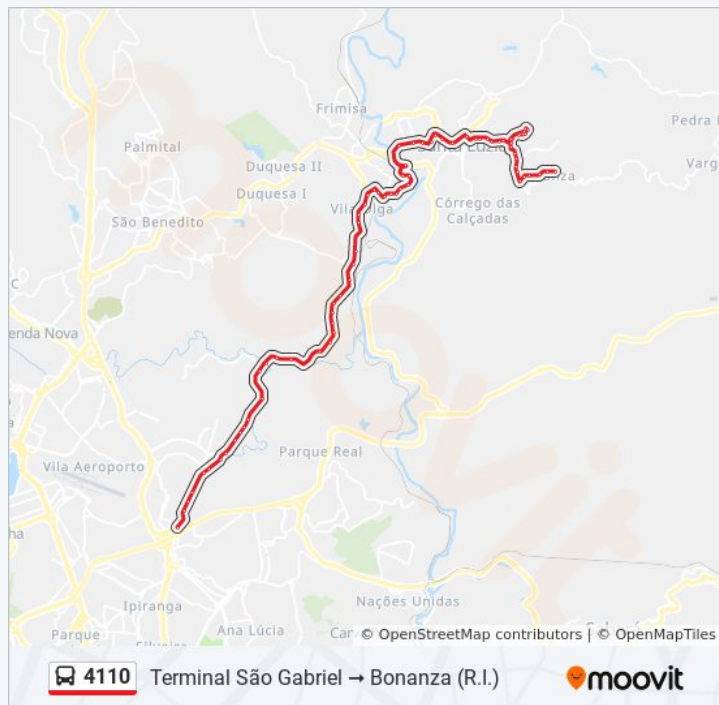 Frimisa
Palmital
Pedra
Duquesa II
Duquesa I
São Benedito
Córrego das
Calçadas
enda Nova
Parque Real
Vila Aeroporto
Nações Unidas
Ipiranga
Ana Lúcia
Parque
© OpenStreetMap contributors | © OpenMapTiles
4110 Terminal São Gabriel → Bonanza (R.I.) moovit